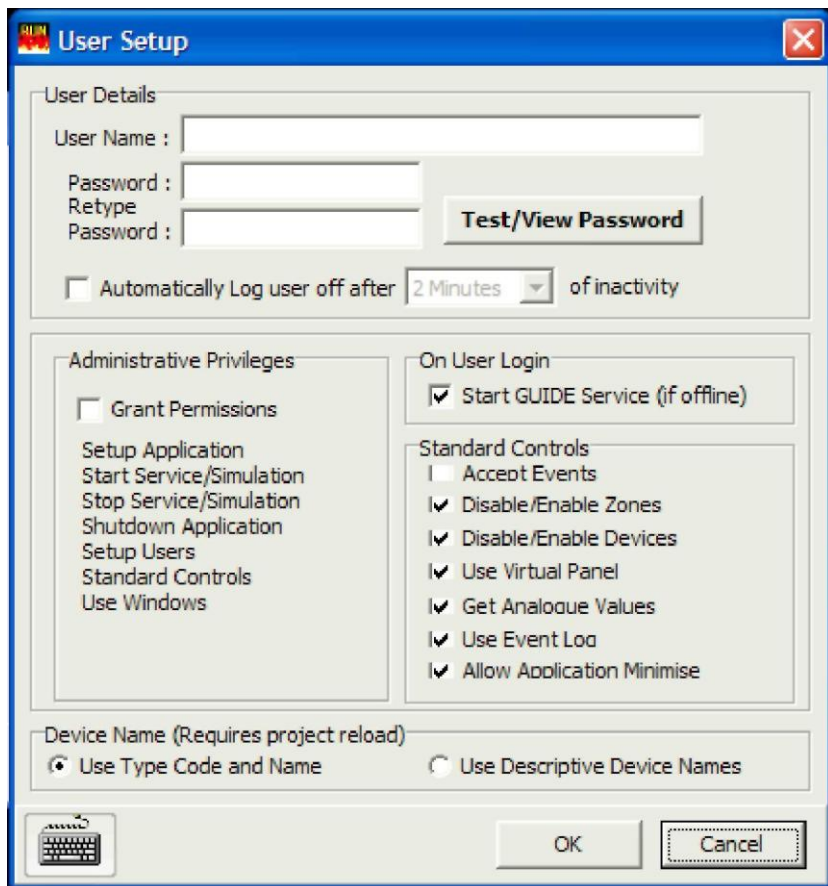 RUN
User Setup
User Details
User Name :
Password :
Retype
Password :
Test/View Password
Automatically Log user off after 2 Minutes of inactivity
Administrative Privileges
Grant Permissions
Setup Application
Start Service/Simulation
Stop Service/Simulation
Shutdown Application
Setup Users
Standard Controls
Use Windows
On User Login
Start GUIDE Service (if offline)
Standard Controls
Accept Events
Disable/Enable Zones
Disable/Enable Devices
Use Virtual Panel
Get Analogue Values
Use Event Log
Allow Application Minimise
Device Name (Requires project reload)
Use Type Code and Name
Use Descriptive Device Names
OK
Cancel